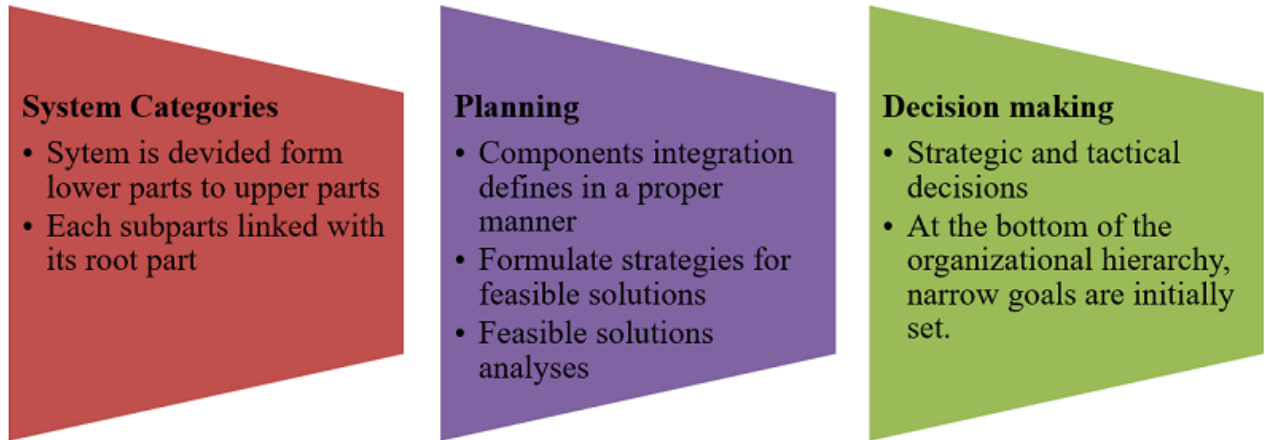 System Categories
• Sytem is devided form
lower parts to upper parts
• Each subparts linked with
its root part
Planning
• Components integration
defines in a proper
manner
• Formulate strategies for
feasible solutions
• Feasible solutions
analyses
Decision making
• Strategic and tactical
decisions
• At the bottom of the
organizational hierarchy,
narrow goals are initially
set.